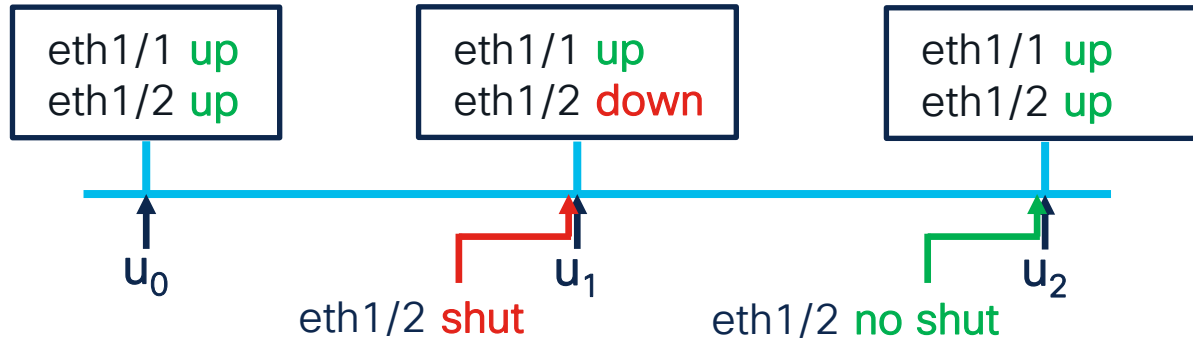 eth1/1 up
eth1/2 up
eth1/1 up
eth1/2 down
eth1/1 up
eth1/2 up
u₀
u₁
u₂
eth1/2 shut
eth1/2 no shut